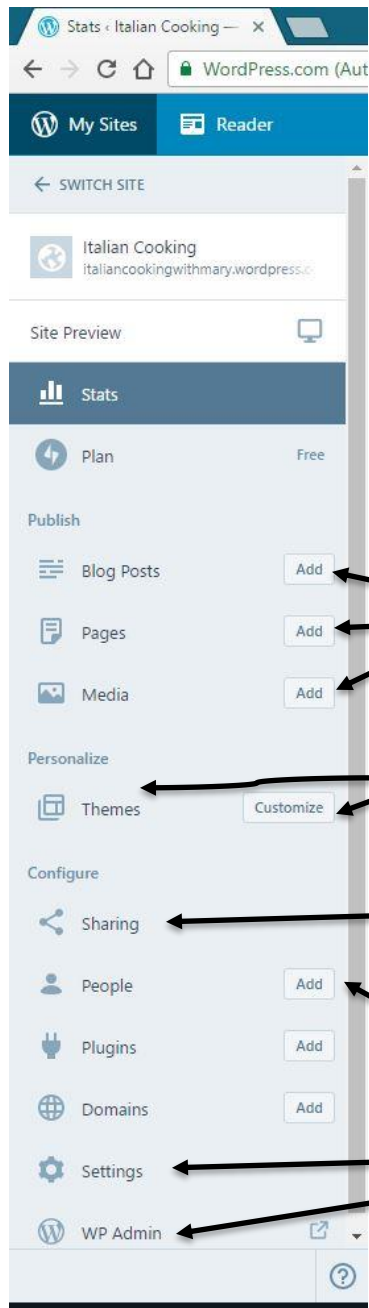 Stats ‹ Italian Cooking —
WordPress.com (Aut
My Sites Reader
SWITCH SITE
Italian Cooking
italiancookingwithmary.wordpress.c
Site Preview
Stats
Plan Free
Publish
Blog Posts Add
Pages Add
Media Add
Personalize
Themes Customize
Configure
Sharing
People Add
Plugins Add
Domains Add
Settings
WP Admin